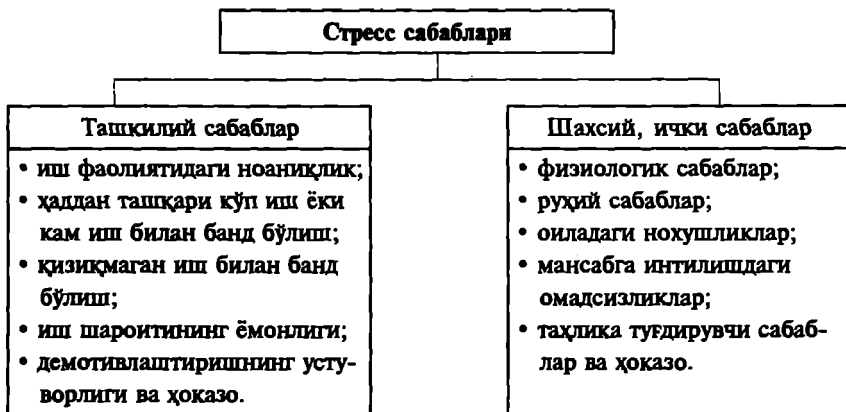 Стресс сабаблари
Ташкилий сабаблар
• иш фаолиятидаги ноаниқлик;
• ҳаддан ташқари кўп иш ёки
кам иш билан банд бўлиш;
• қизиқмаган иш билан банд
бўлиш;
• иш шароитининг ёмонлиги;
• демотивлаштиришнинг усту-
ворлиги ва ҳоказо.
Шахсий, ички сабаблар
• физиологик сабаблар;
• руҳий сабаблар;
• оиладаги нохушликлар;
• мансабга интилишдаги
омадсизликлар;
• таҳлика туғдирувчи сабаб-
лар ва ҳоказо.